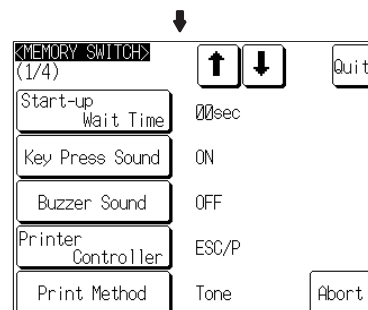 <MEMORY SWITCH>
(1/4)
Quit
Start-up
Wait Time
00sec
Key Press Sound
ON
Buzzer Sound
OFF
Printer
Controller
ESC/P
Print Method
Tone
Abort